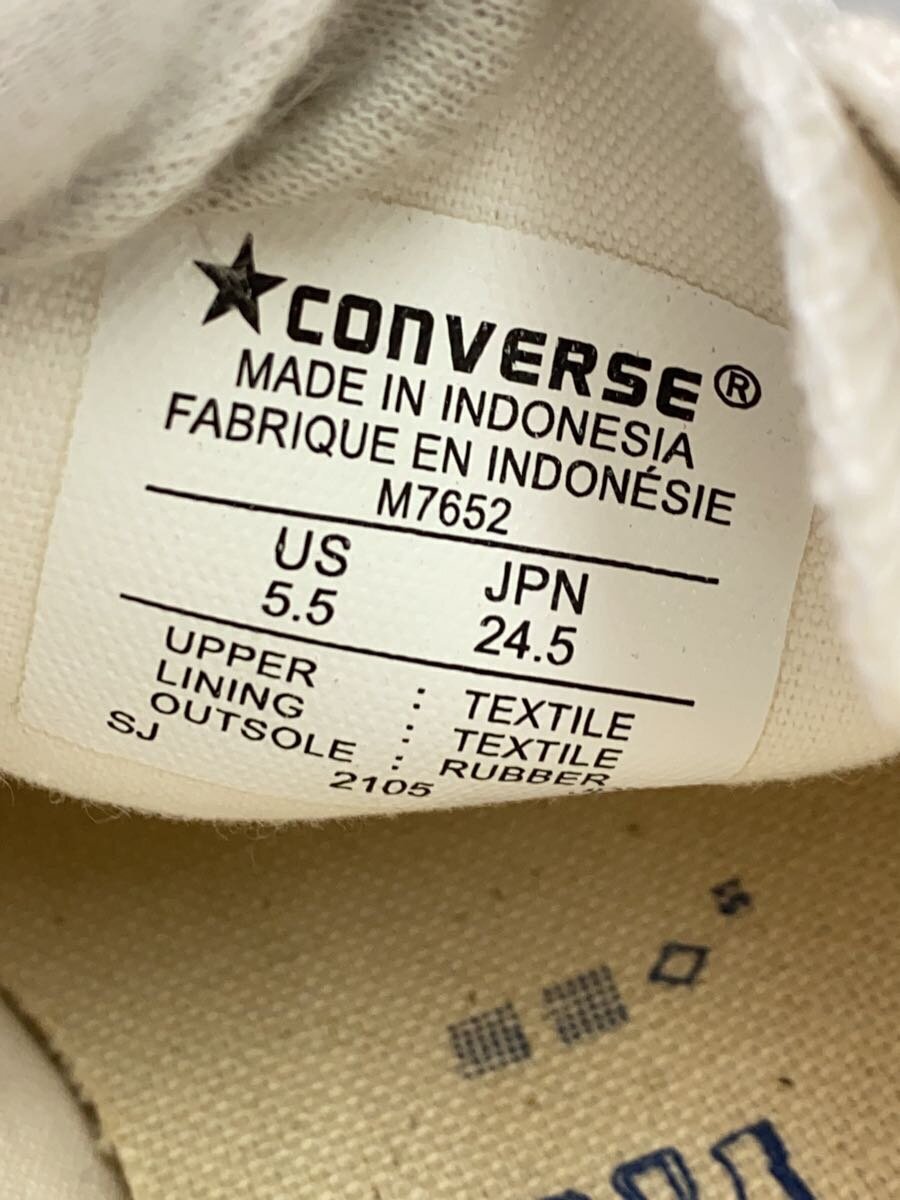 CONVERSE®
MADE IN INDONESIA
FABRIQUE EN INDONÉSIE
M7652
US JPN
5.5 24.5
UPPER : TEXTILE
LINING : TEXTILE
OUTSOLE : RUBBER
SJ 2105